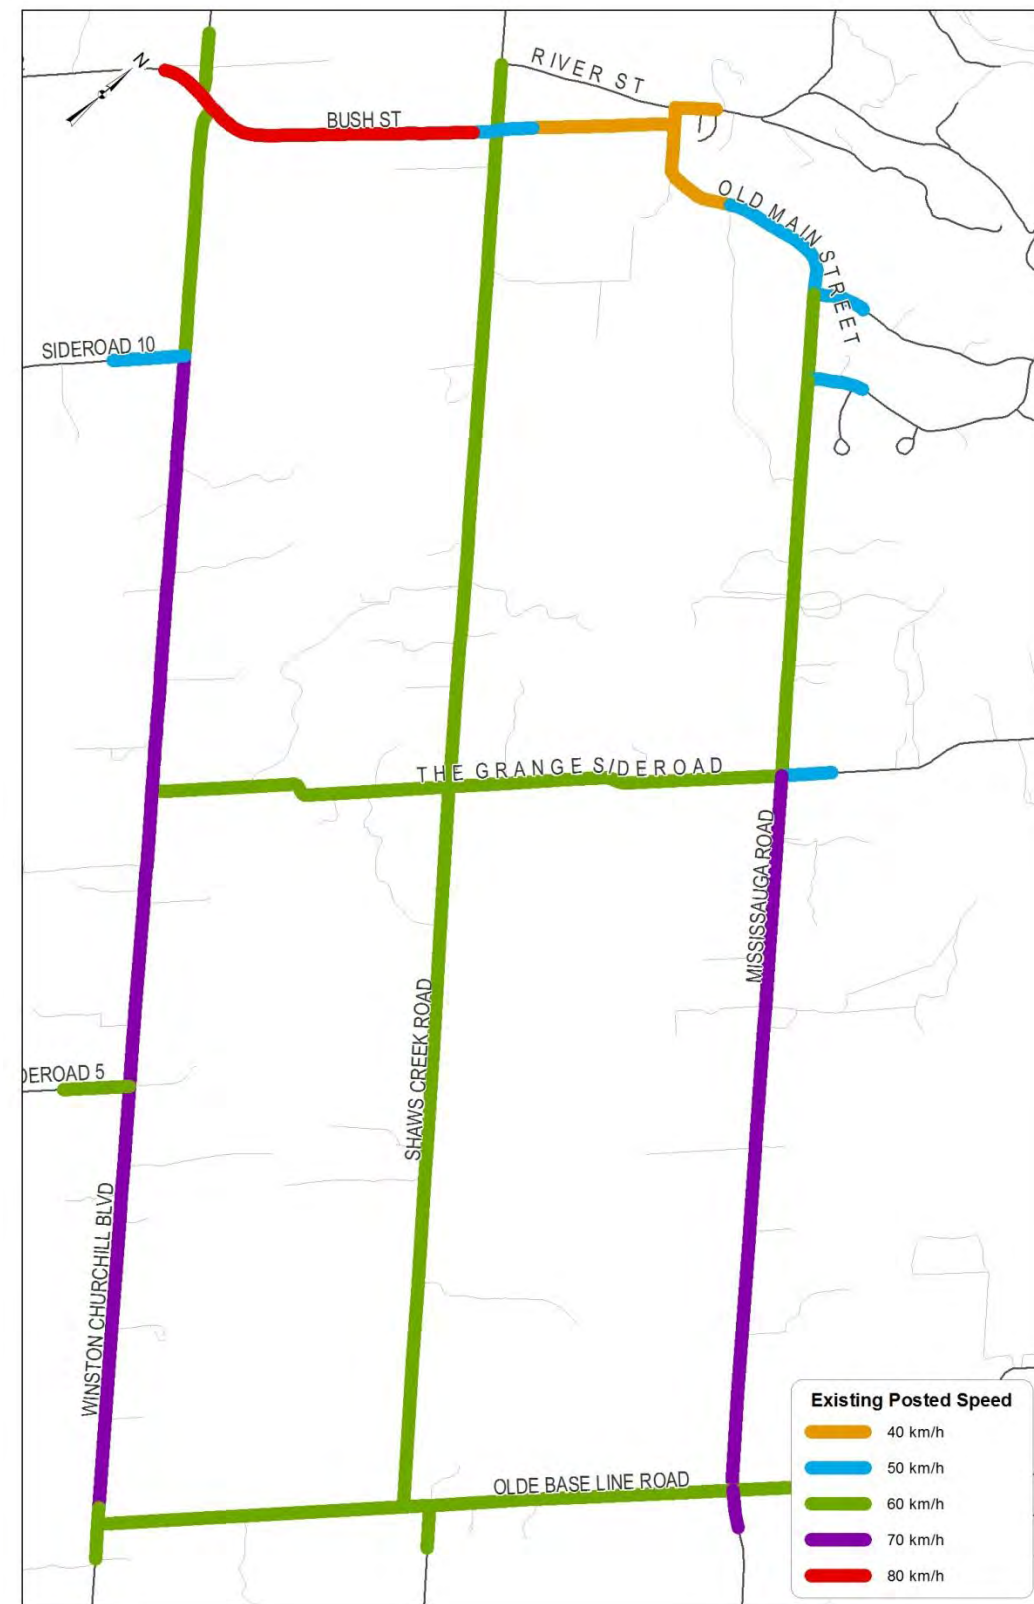 N
RIVER ST
BUSH ST
OLD MAIN STREET
SIDEROAD 10
THE GRANGE SIDEROAD
MISSISSAUGA ROAD
SHAWS CREEK ROAD
DEROAD 5
WINSTON CHURCHILL BLVD
OLDE BASE LINE ROAD
Existing Posted Speed
40 km/h
50 km/h
60 km/h
70 km/h
80 km/h